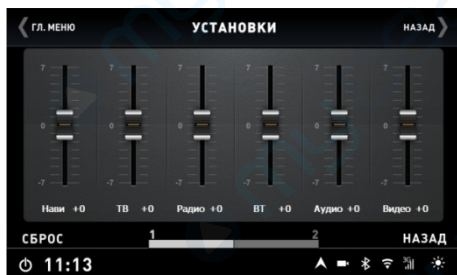 ГЛ. МЕНЮ УСТАНОВКИ НАЗАД
7 7 7 7 7 7
0 0 0 0 0 0
-7 -7 -7 -7 -7 -7
Нави +0 ТВ +0 Радио +0 ВТ +0 Аудио +0 Видео +0
1 2
СБРОС НАЗАД
11:13 3G